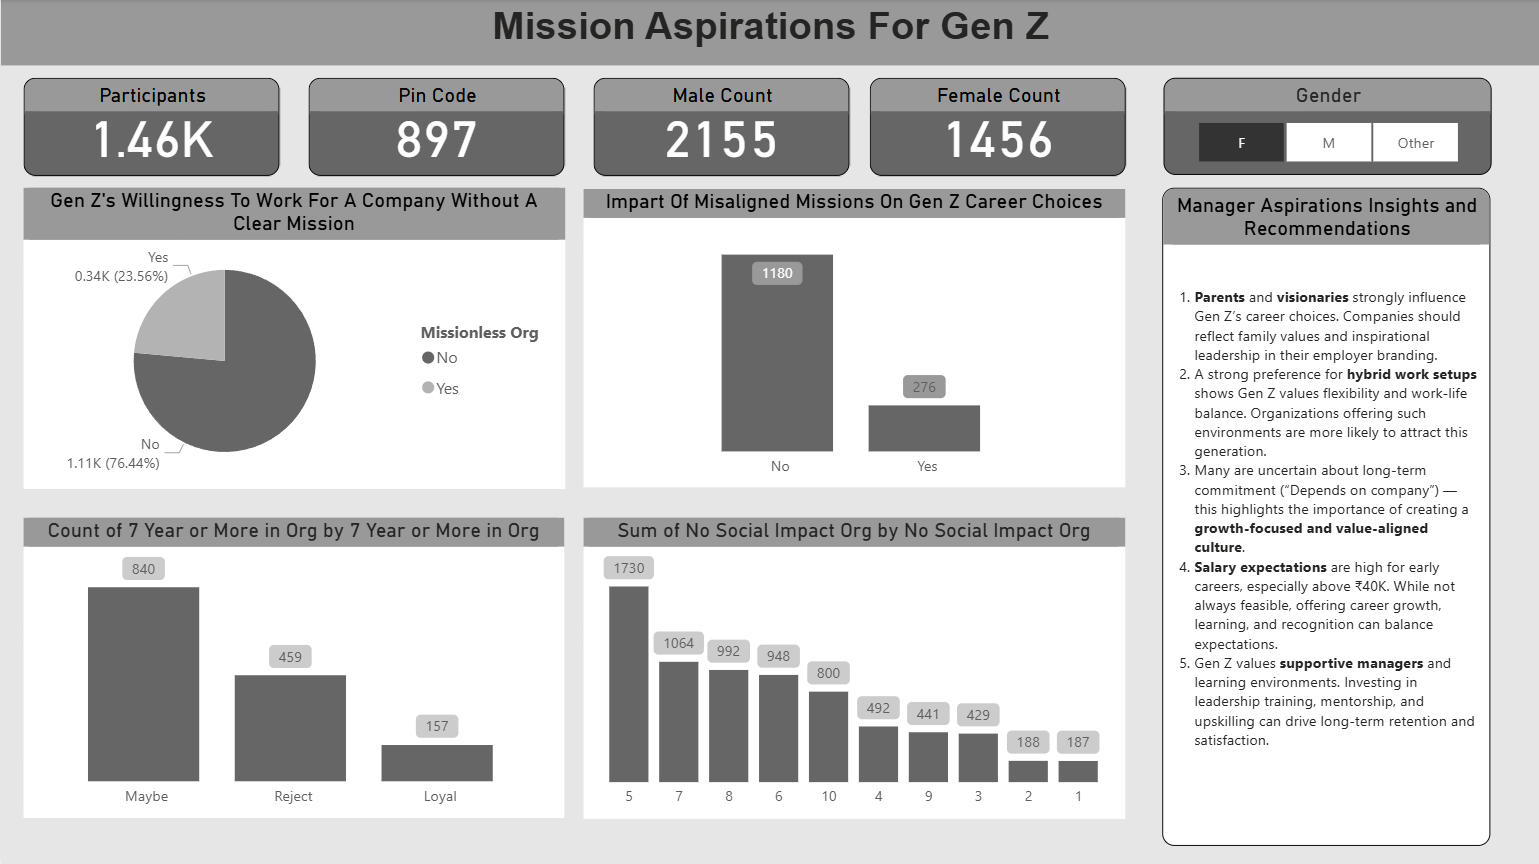 Mission Aspirations For Gen Z
Participants
1.46K
Pin Code
897
Male Count
2155
Female Count
1456
Gender
F
M
Other
Gen Z's Willingness To Work For A Company Without A
Clear Mission
Yes
0.34K (23.56%)
No
1.11K (76.44%)
Missionless Org
No
Yes
Impart Of Misaligned Missions On Gen Z Career Choices
1180
276
No
Yes
Count of 7 Year or More in Org by 7 Year or More in Org
840
459
157
Maybe
Reject
Loyal
Sum of No Social Impact Org by No Social Impact Org
1730
1064
992
948
800
492
441
429
188
187
5
7
8
6
10
4
9
3
2
1
Manager Aspirations Insights and
Recommendations
1. Parents and visionaries strongly influence
Gen Z’s career choices. Companies should
reflect family values and inspirational
leadership in their employer branding.
2. A strong preference for hybrid work setups
shows Gen Z values flexibility and work-life
balance. Organizations offering such
environments are more likely to attract this
generation.
3. Many are uncertain about long-term
commitment (“Depends on company”) —
this highlights the importance of creating a
growth-focused and value-aligned
culture.
4. Salary expectations are high for early
careers, especially above ₹40K. While not
always feasible, offering career growth,
learning, and recognition can balance
expectations.
5. Gen Z values supportive managers and
learning environments. Investing in
leadership training, mentorship, and
upskilling can drive long-term retention and
satisfaction.